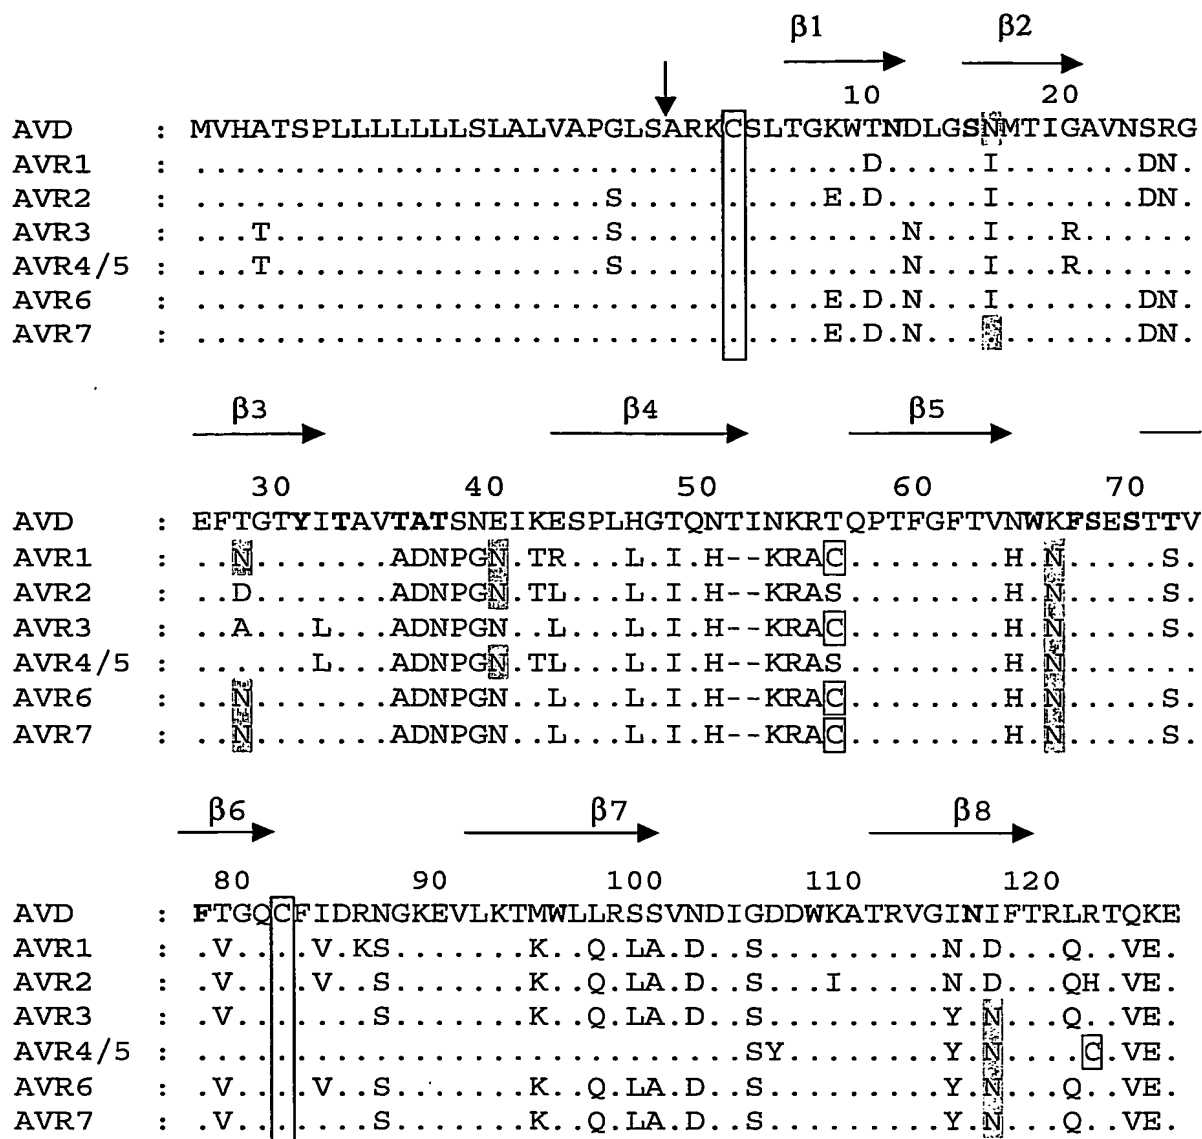 β1 β2
10 20
AVD : MVHATSPLLLLLLLSLALVAPGLSARKCSLTGKWTNDLGSNMTIGAVNSRG
AVR1 : ..................................D.....I.......DN.
AVR2 : .....................S..........E.D.....I.......DN.
AVR3 : ...T.................S..............N...I...R......
AVR4/5 : ...T.................S..............N...I...R......
AVR6 : ................................E.D.N...I.......DN.
AVR7 : ................................E.D.N...........DN.
β3 β4 β5
30 40 50 60 70
AVD : EFTGTYITAVTATSNEIKESPLHGTQNTINKRTQPTFGFTVNWKFSESTTV
AVR1 : ..N.......ADNPGN.TR...L.I.H--KRAC........H.N.....S.
AVR2 : ..D.......ADNPGN.TL...L.I.H--KRAS........H.N.....S.
AVR3 : ..A...L...ADNPGN..L...L.I.H--KRAC........H.N.....S.
AVR4/5 : ......L...ADNPGN.TL...L.I.H--KRAS........H.N.......
AVR6 : ..N.......ADNPGN..L...L.I.H--KRAC........H.N.....S.
AVR7 : ..N.......ADNPGN..L...L.I.H--KRAC........H.N.....S.
β6 β7 β8
80 90 100 110 120
AVD : FTGQCFIDRNGKEVLKTMWLLRSSVNDIGDDWKATRVGINIFTRLRTQKE
AVR1 : .V....V.KS.......K..Q.LA.D..S.........N.D...Q..VE.
AVR2 : .V....V..S.......K..Q.LA.D..S...I.....N.D...QH.VE.
AVR3 : .V.......S.......K..Q.LA.D..S.........Y.N...Q..VE.
AVR4/5 : ............................SY........Y.N....C.VE.
AVR6 : .V....V..S.......K..Q.LA.D..S.........Y.N...Q..VE.
AVR7 : .V.......S.......K..Q.LA.D..S.........Y.N...Q..VE.